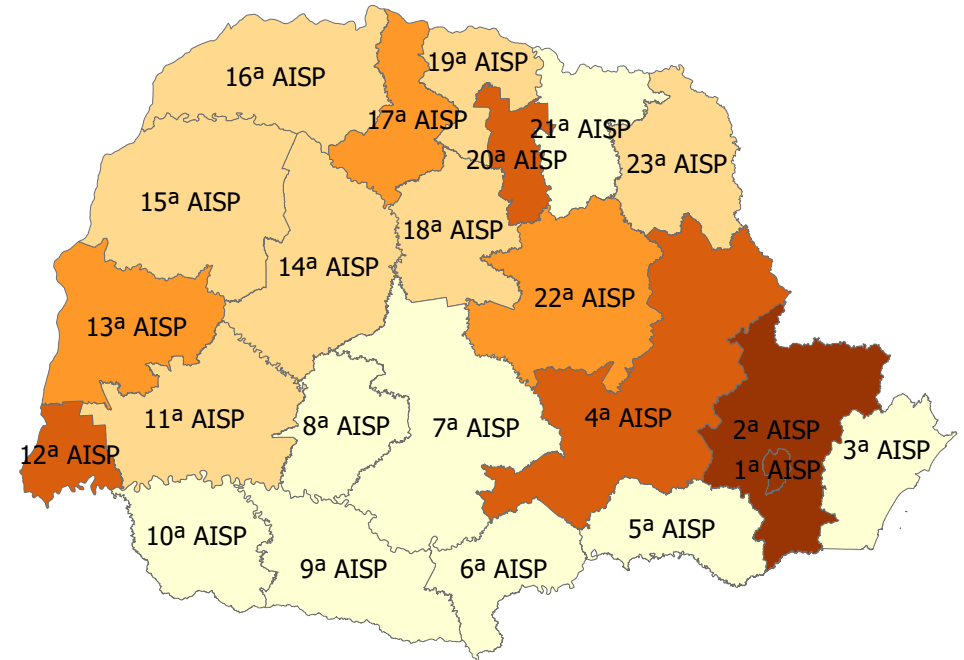 19ª AISP
16ª AISP
17ª AISP
21ª AISP
20ª AISP
23ª AISP
15ª AISP
18ª AISP
14ª AISP
22ª AISP
13ª AISP
11ª AISP
4ª AISP
8ª AISP
7ª AISP
2ª AISP
3ª AISP
12ª AISP
1ª AISP
5ª AISP
10ª AISP
9ª AISP
6ª AISP